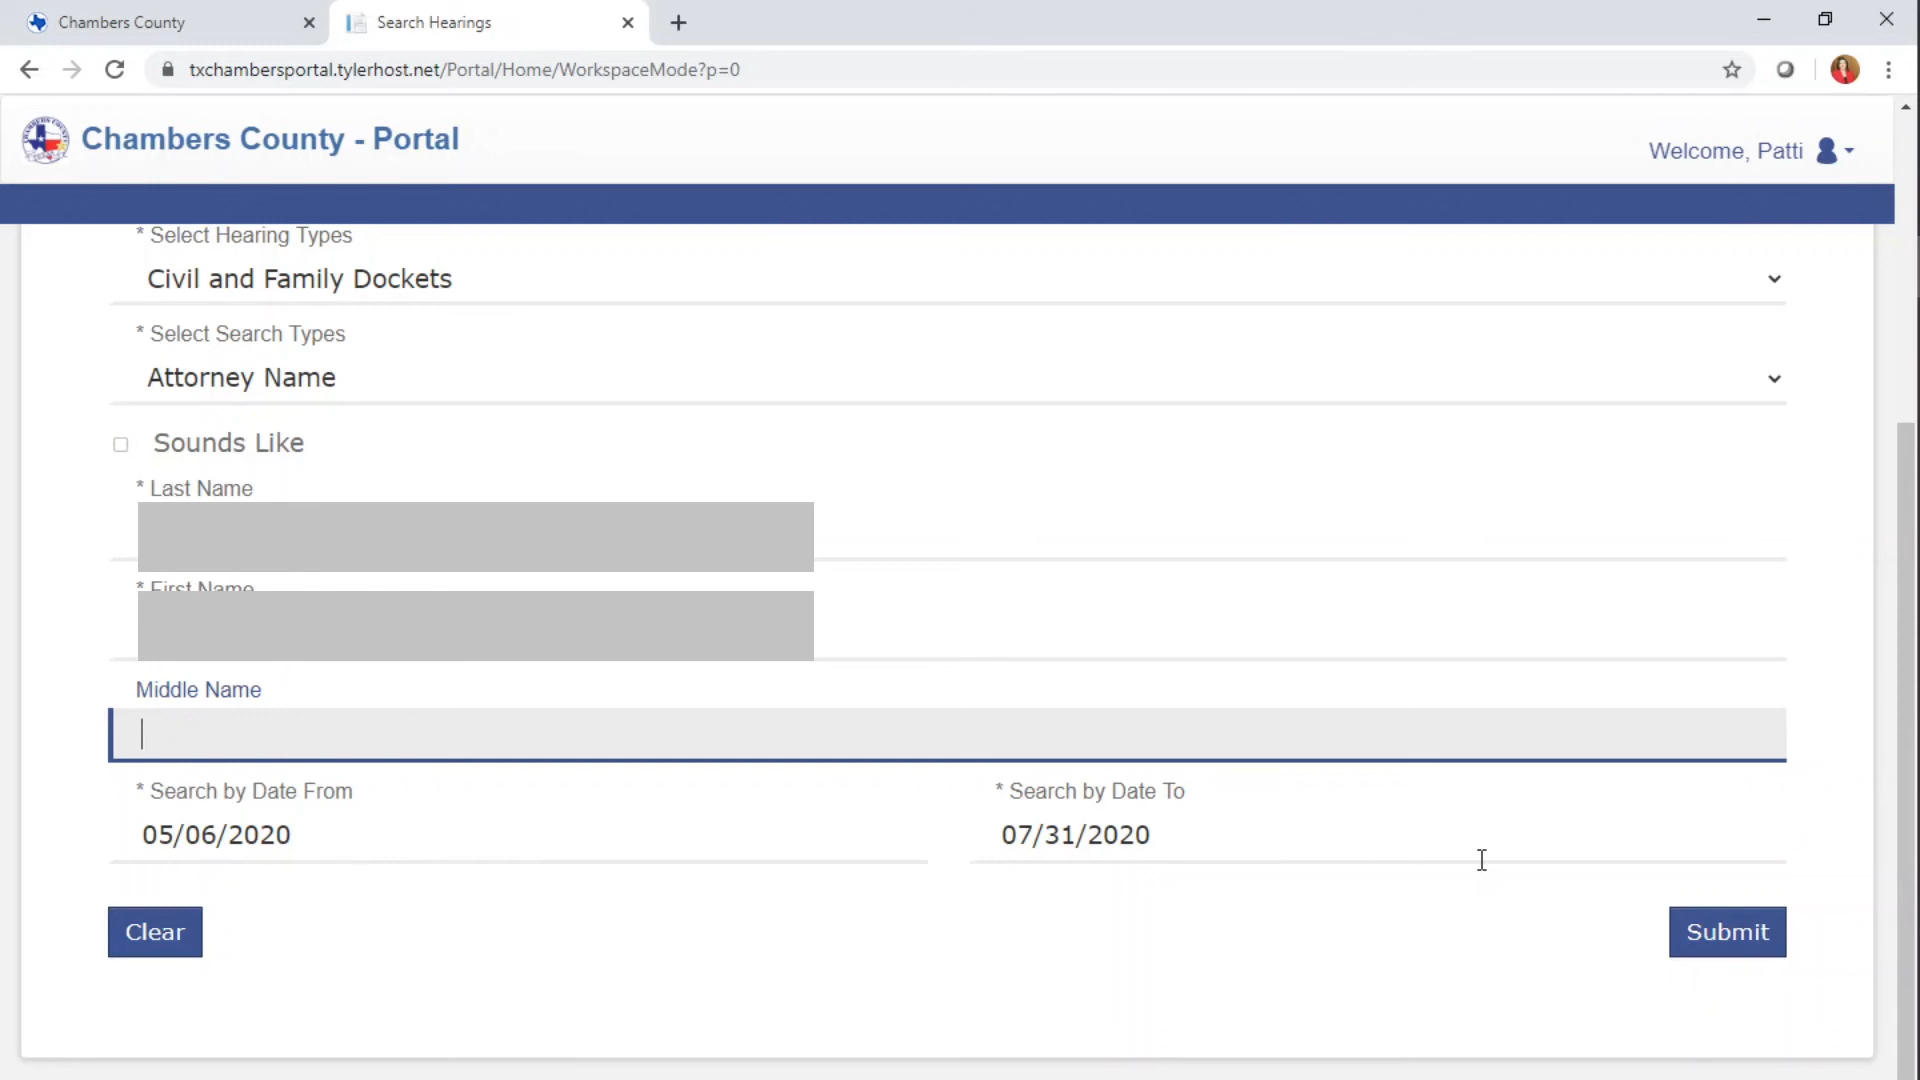 Chambers County
Search Hearings
txchambersportal.tylerhost.net/Portal/Home/WorkspaceMode?p=0
Chambers County - Portal
Welcome, Patti
* Select Hearing Types
Civil and Family Dockets
* Select Search Types
Attorney Name
Sounds Like
* Last Name
* First Name
Middle Name
* Search by Date From
* Search by Date To
05/06/2020
07/31/2020
Clear
Submit